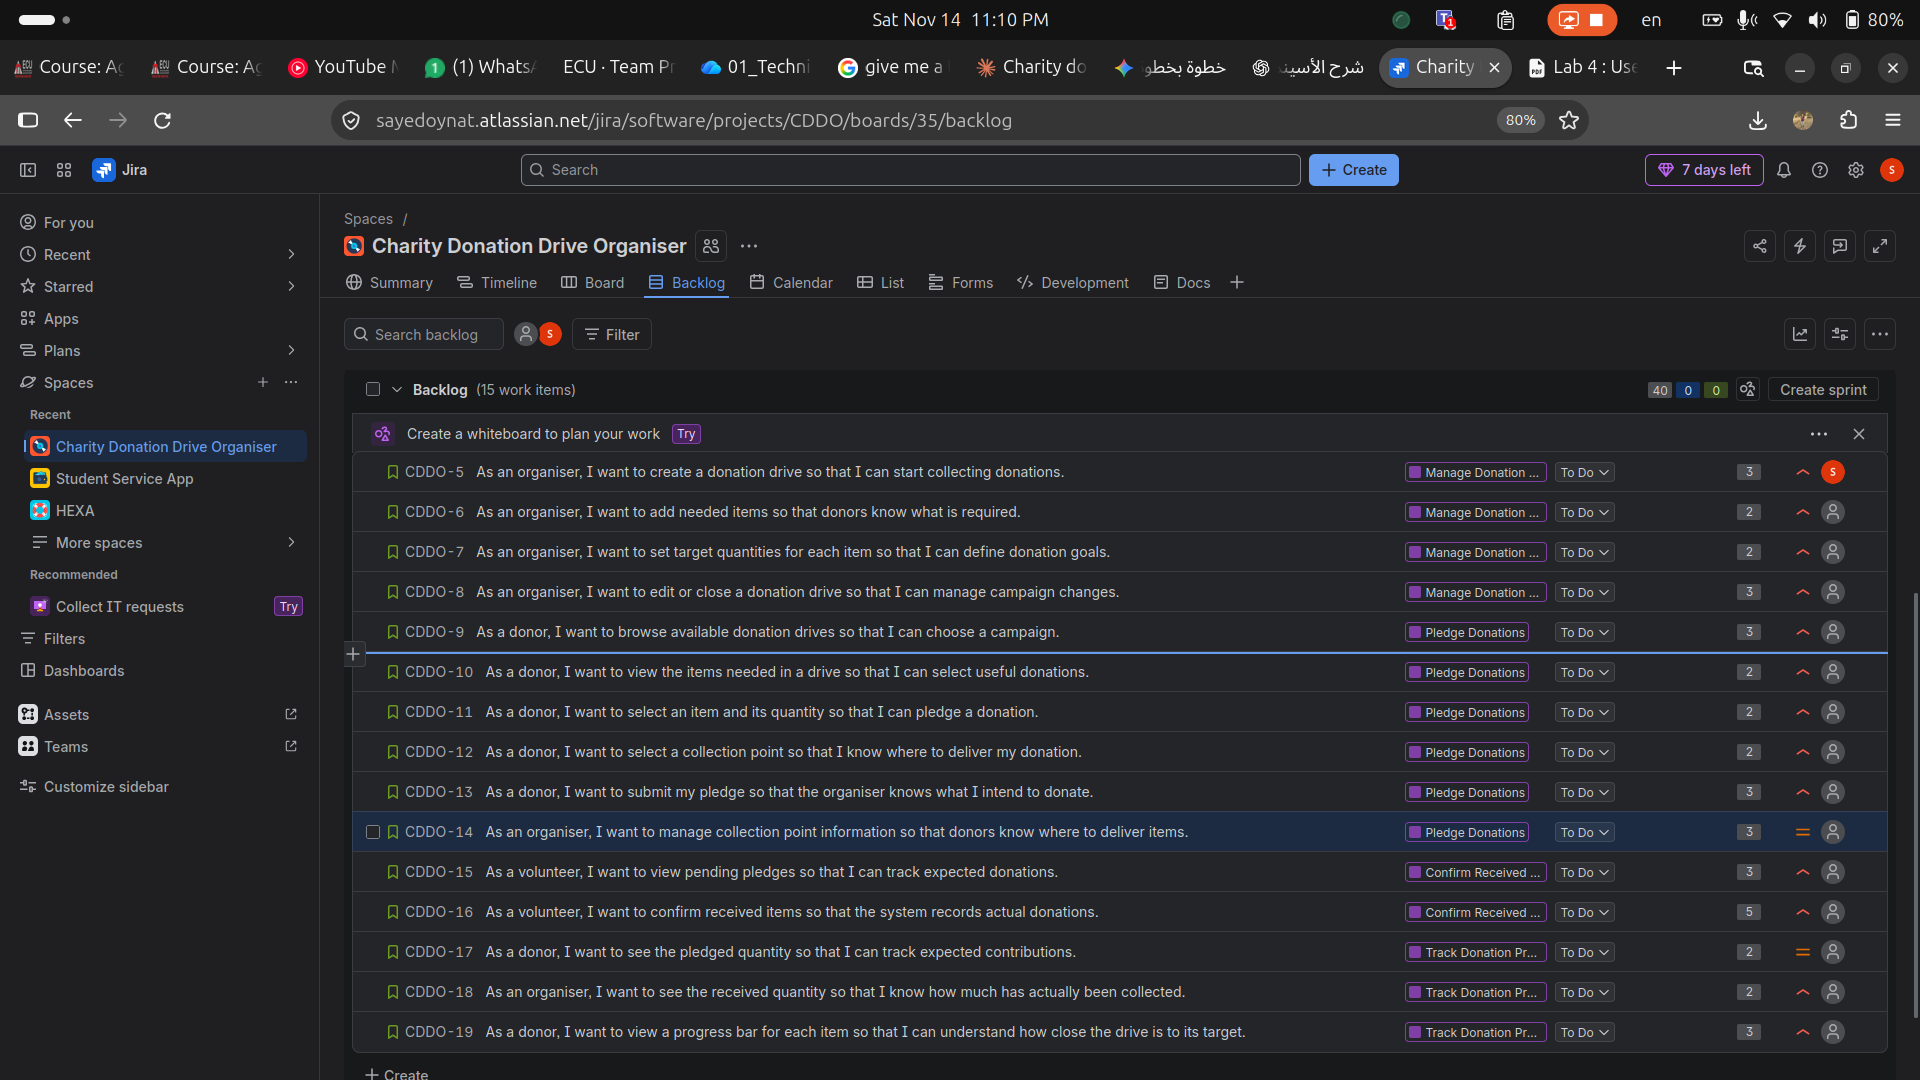 Sat Nov 14 11:10 PM
en
80%
Course: Ag
Course: Ag
YouTube
(1) Whats
ECU · Team Pr
01_Techni
give me a
Charity do
خطوة بخطو
شرح الأسين
Charity
Lab 4 : Use
sayedoynat.atlassian.net/jira/software/projects/CDDO/boards/35/backlog
80%
Jira
Search
Create
7 days left
S
For you
Recent
Starred
Apps
Plans
Spaces
Recent
Charity Donation Drive Organiser
Student Service App
HEXA
More spaces
Recommended
Collect IT requests
Try
Filters
Dashboards
Assets
Teams
Customize sidebar
Spaces /
Charity Donation Drive Organiser
Summary Timeline Board Backlog Calendar List Forms Development Docs
Search backlog
S
Filter
Backlog (15 work items)
40 0 0
Create sprint
Create a whiteboard to plan your work Try
CDDO-5 As an organiser, I want to create a donation drive so that I can start collecting donations. Manage Donation ... To Do 3 S
CDDO-6 As an organiser, I want to add needed items so that donors know what is required. Manage Donation ... To Do 2
CDDO-7 As an organiser, I want to set target quantities for each item so that I can define donation goals. Manage Donation ... To Do 2
CDDO-8 As an organiser, I want to edit or close a donation drive so that I can manage campaign changes. Manage Donation ... To Do 3
CDDO-9 As a donor, I want to browse available donation drives so that I can choose a campaign. Pledge Donations To Do 3
CDDO-10 As a donor, I want to view the items needed in a drive so that I can select useful donations. Pledge Donations To Do 2
CDDO-11 As a donor, I want to select an item and its quantity so that I can pledge a donation. Pledge Donations To Do 2
CDDO-12 As a donor, I want to select a collection point so that I know where to deliver my donation. Pledge Donations To Do 2
CDDO-13 As a donor, I want to submit my pledge so that the organiser knows what I intend to donate. Pledge Donations To Do 3
CDDO-14 As an organiser, I want to manage collection point information so that donors know where to deliver items. Pledge Donations To Do 3
CDDO-15 As a volunteer, I want to view pending pledges so that I can track expected donations. Confirm Received ... To Do 3
CDDO-16 As a volunteer, I want to confirm received items so that the system records actual donations. Confirm Received ... To Do 5
CDDO-17 As a donor, I want to see the pledged quantity so that I can track expected contributions. Track Donation Pr... To Do 2
CDDO-18 As an organiser, I want to see the received quantity so that I know how much has actually been collected. Track Donation Pr... To Do 2
CDDO-19 As a donor, I want to view a progress bar for each item so that I can understand how close the drive is to its target. Track Donation Pr... To Do 3
Create